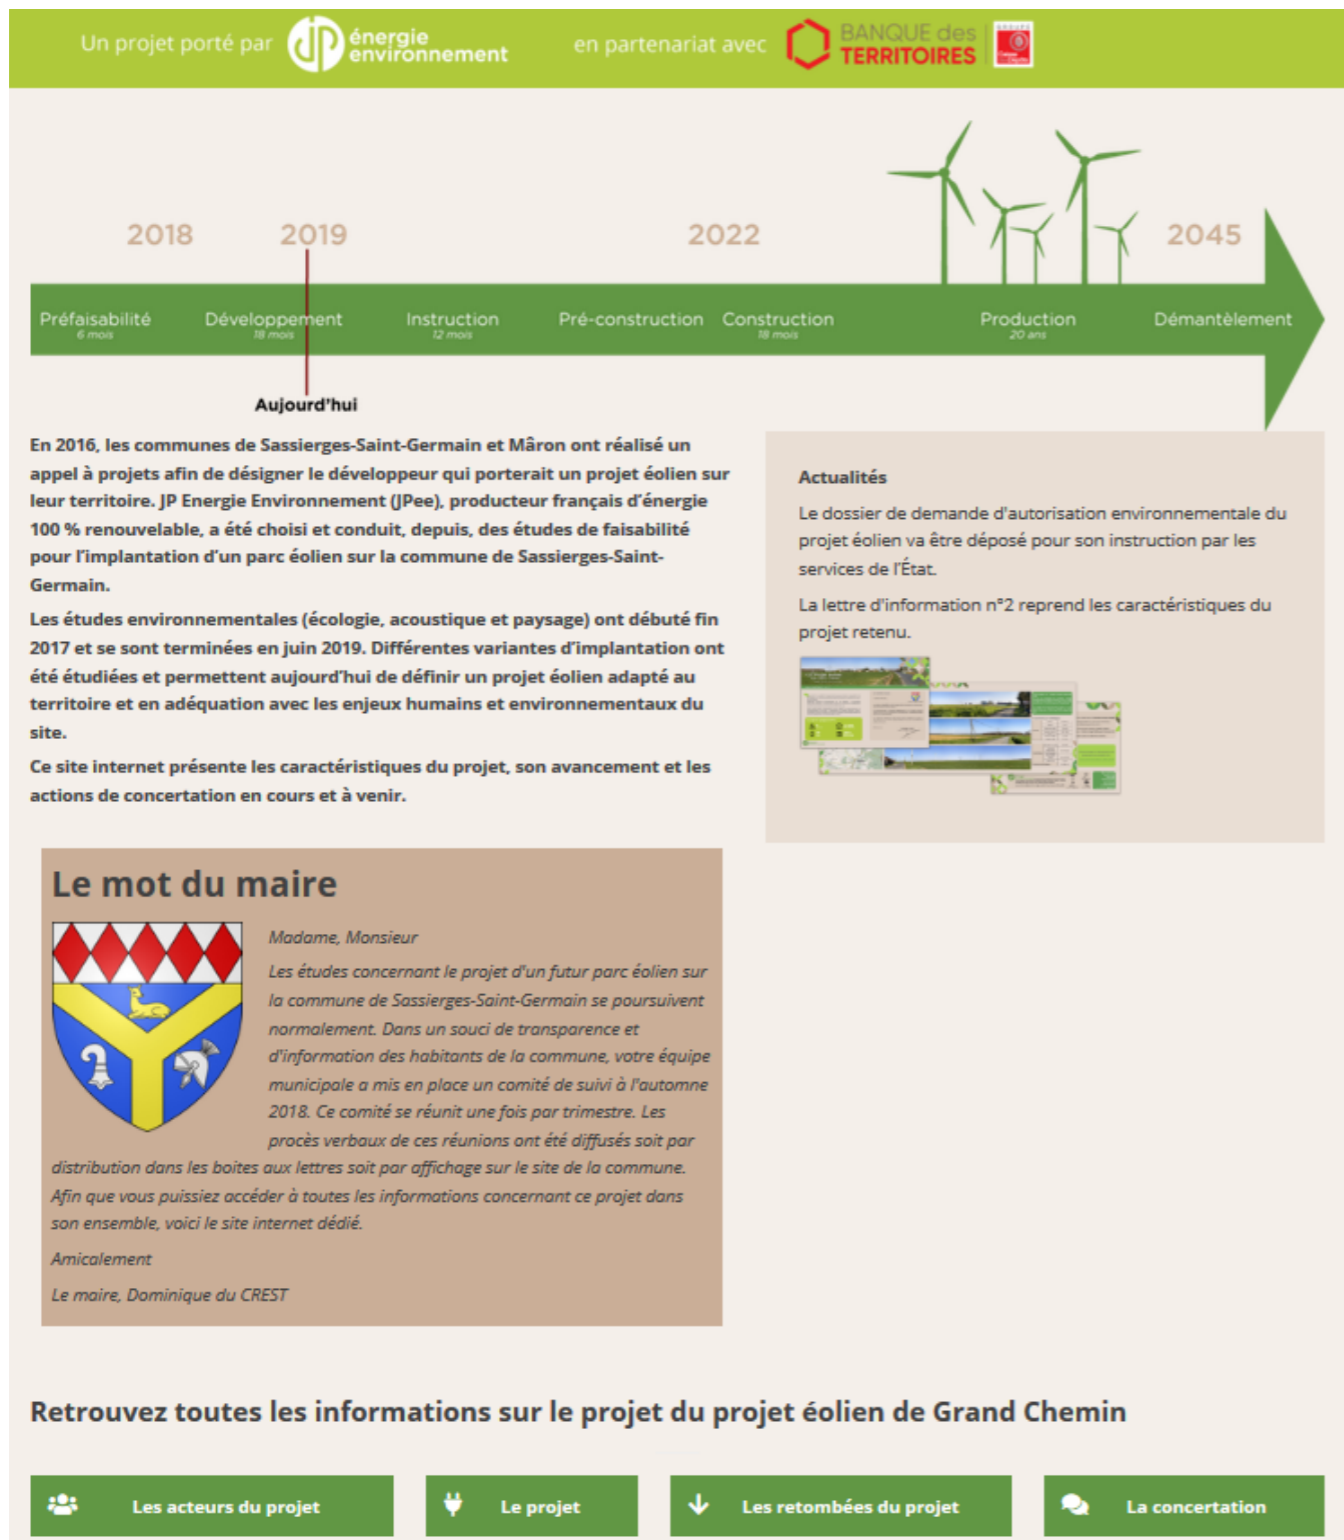 Un projet porté par JP énergie environnement en partenariat avec BANQUE des TERRITOIRES
2018 2019 2022 2045
Préfaisabilité Développement Instruction Pré-construction Construction Production Démantèlement
6 mois 18 mois 12 mois 18 mois 20 ans
Aujourd'hui
En 2016, les communes de Sassierges-Saint-Germain et Mâron ont réalisé un
appel à projets afin de désigner le développeur qui porterait un projet éolien sur
leur territoire. JP Energie Environnement (JPee), producteur français d’énergie
100 % renouvelable, a été choisi et conduit, depuis, des études de faisabilité
pour l’implantation d’un parc éolien sur la commune de Sassierges-Saint-
Germain.
Les études environnementales (écologie, acoustique et paysage) ont débuté fin
2017 et se sont terminées en juin 2019. Différentes variantes d’implantation ont
été étudiées et permettent aujourd’hui de définir un projet éolien adapté au
territoire et en adéquation avec les enjeux humains et environnementaux du
site.
Ce site internet présente les caractéristiques du projet, son avancement et les
actions de concertation en cours et à venir.
Actualités
Le dossier de demande d'autorisation environnementale du
projet éolien va être déposé pour son instruction par les
services de l’État.
La lettre d'information n°2 reprend les caractéristiques du
projet retenu.
Le mot du maire
Madame, Monsieur
Les études concernant le projet d'un futur parc éolien sur
la commune de Sassierges-Saint-Germain se poursuivent
normalement. Dans un souci de transparence et
d'information des habitants de la commune, votre équipe
municipale a mis en place un comité de suivi à l'automne
2018. Ce comité se réunit une fois par trimestre. Les
procès verbaux de ces réunions ont été diffusés soit par
distribution dans les boites aux lettres soit par affichage sur le site de la commune.
Afin que vous puissiez accéder à toutes les informations concernant ce projet dans
son ensemble, voici le site internet dédié.
Amicalement
Le maire, Dominique du CREST
Retrouvez toutes les informations sur le projet du projet éolien de Grand Chemin
Les acteurs du projet Le projet Les retombées du projet La concertation